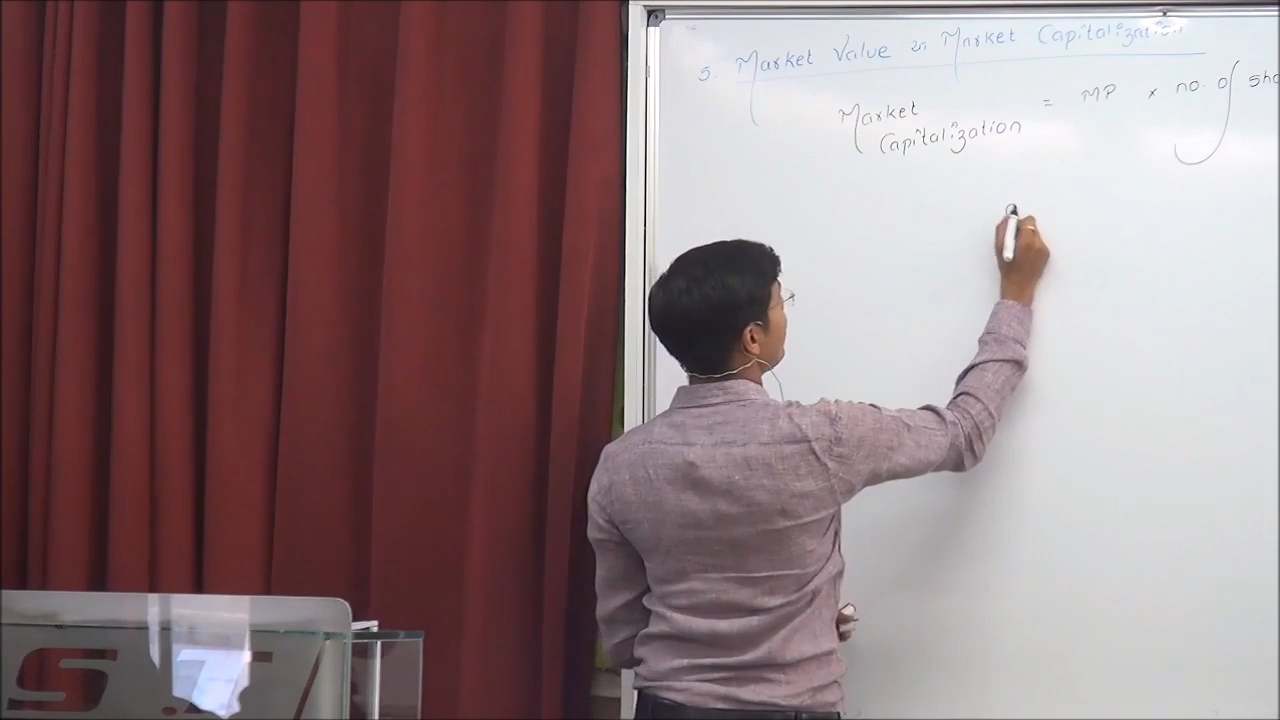 5. Market Value or Market Capitalization
Market = MP x no. of sha
Capitalization
S.T